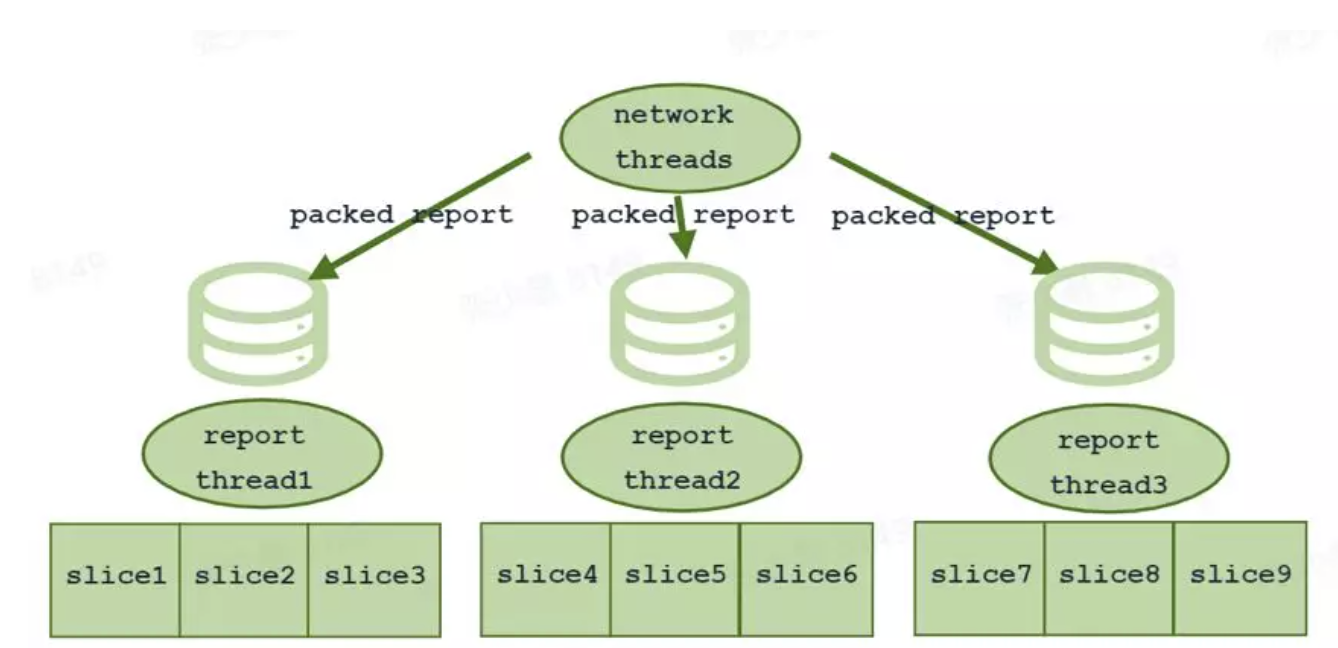 network
threads
packed report
packed report
packed report
report
thread1
report
thread2
report
thread3
slice1
slice2
slice3
slice4
slice5
slice6
slice7
slice8
slice9